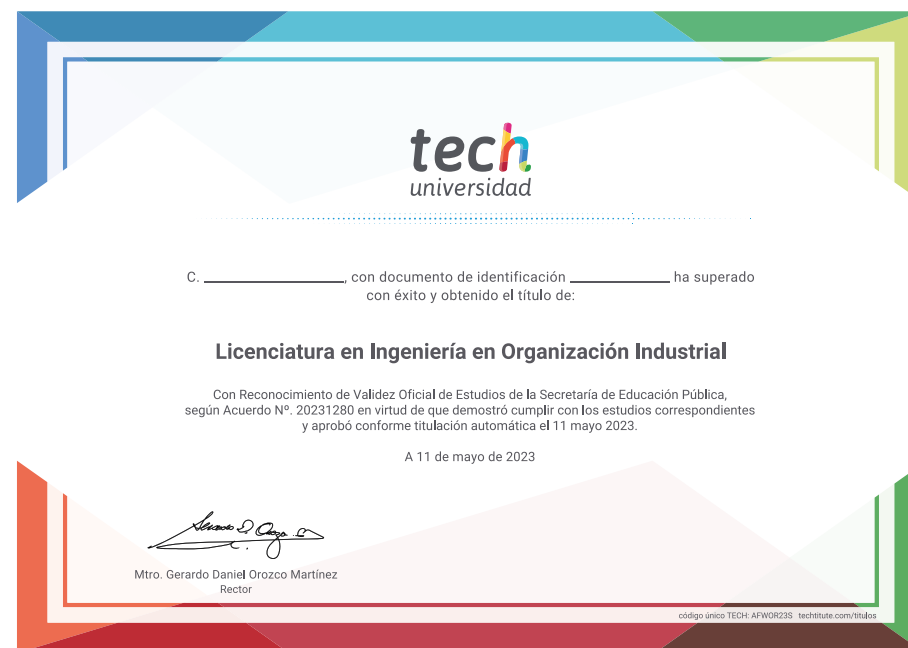 tech
universidad
C. ____________________, con documento de identificación ______________ ha superado
con éxito y obtenido el título de:
Licenciatura en Ingeniería en Organización Industrial
Con Reconocimiento de Validez Oficial de Estudios de la Secretaría de Educación Pública,
según Acuerdo Nº. 20231280 en virtud de que demostró cumplir con los estudios correspondientes
y aprobó conforme titulación automática el 11 mayo 2023.
A 11 de mayo de 2023
Mtro. Gerardo Daniel Orozco Martínez
Rector
código único TECH: AFWOR23S techtitute.com/titulos